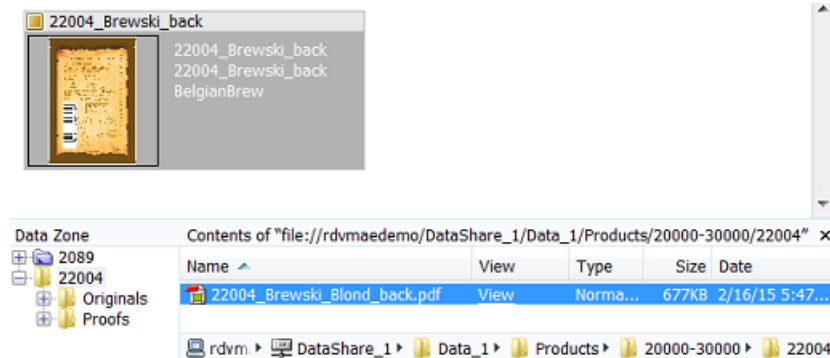 22004_Brewski_back
22004_Brewski_back
22004_Brewski_back
BelgianBrew
Data Zone
Contents of "file://rdvmaedemo/DataShare_1/Data_1/Products/20000-30000/22004"
2089
22004
Originals
Proofs
Name View Type Size Date
22004_Brewski_Blond_back.pdf View Norma... 677KB 2/16/15 5:47...
rdvm DataShare_1 Data_1 Products 20000-30000 22004